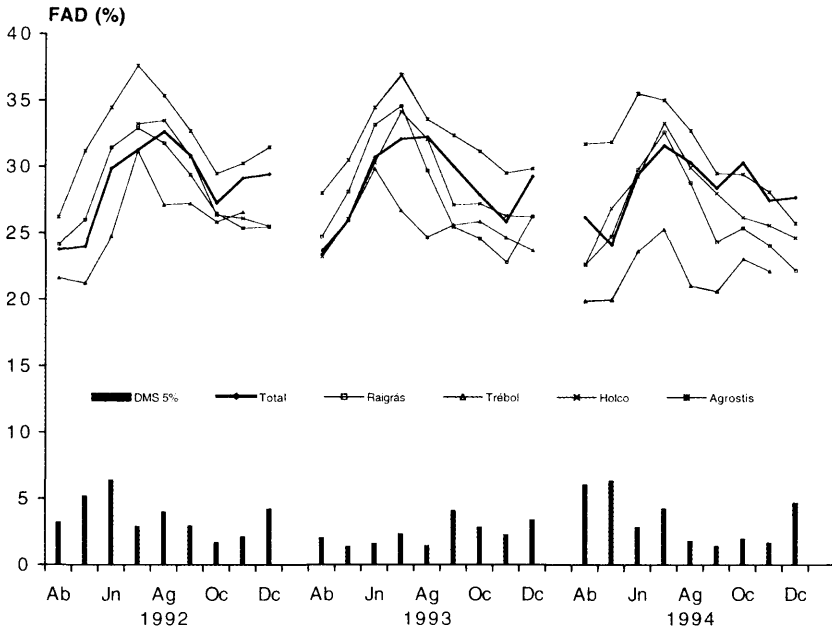 FAD (%)
40
35
30
25
20
15
10
5
0
DMS 5% Total Raigrás Trébol Holco Agrostis
Ab Jn Ag Oc Dc Ab Jn Ag Oc Dc Ab Jn Ag Oc Dc
1992 1993 1994